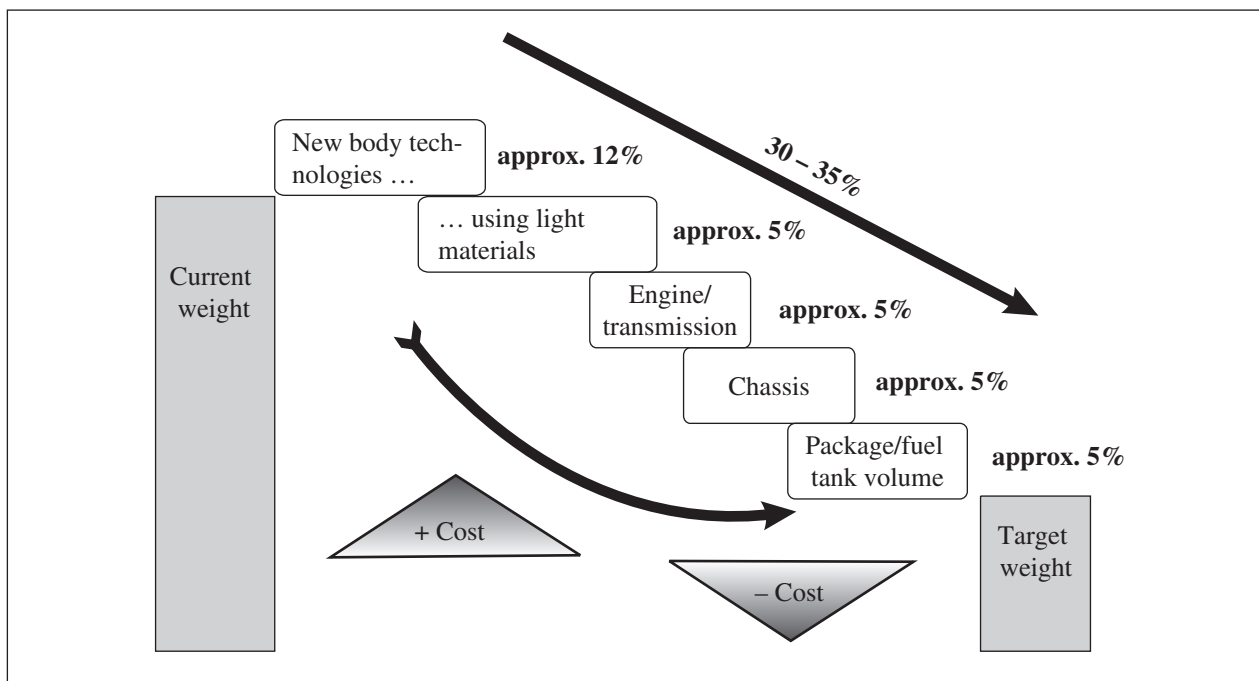 30 – 35%
New body tech-
nologies …
approx. 12%
… using light
materials
approx. 5%
Current
weight
Engine/
transmission
approx. 5%
Chassis
approx. 5%
Package/fuel
tank volume
approx. 5%
+ Cost
– Cost
Target
weight